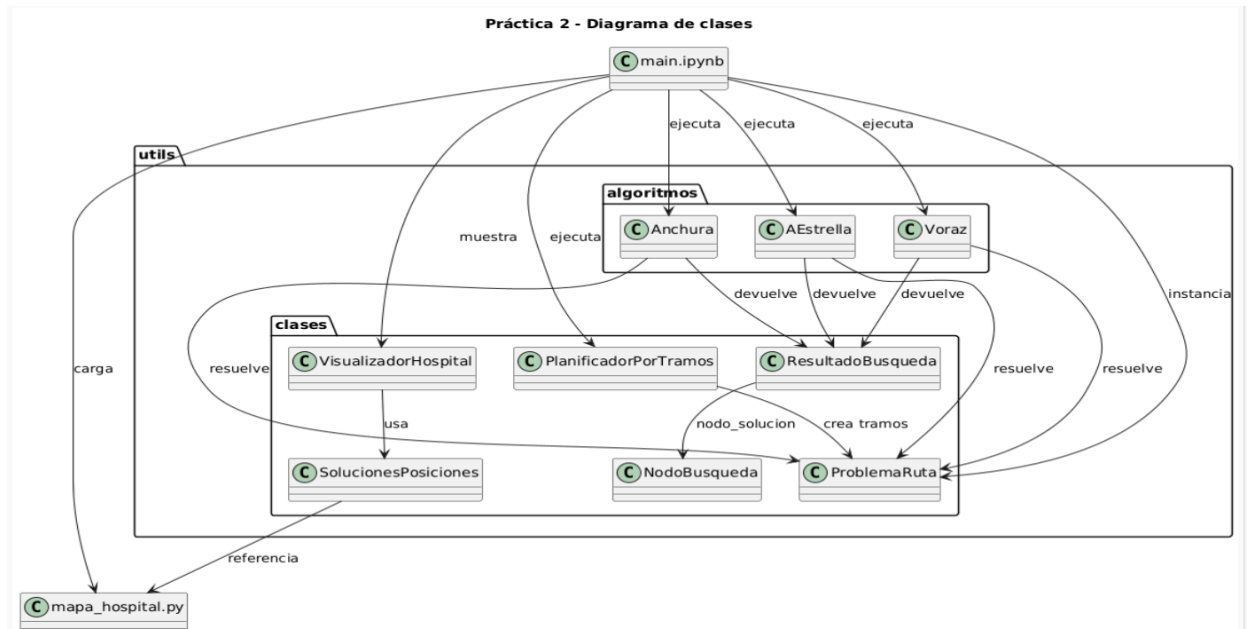 Práctica 2 - Diagrama de clases
C main.ipynb
ejecuta
ejecuta
ejecuta
utils
algoritmos
C Anchura
C AEstrella
C Voraz
muestra
ejecuta
devuelve
devuelve
devuelve
instancia
clases
C VisualizadorHospital
C PlanificadorPorTramos
C ResultadoBusqueda
carga
resuelve
resuelve
resuelve
usa
nodo_solucion
crea tramos
C SolucionesPosiciones
C NodoBusqueda
C ProblemaRuta
referencia
C mapa_hospital.py